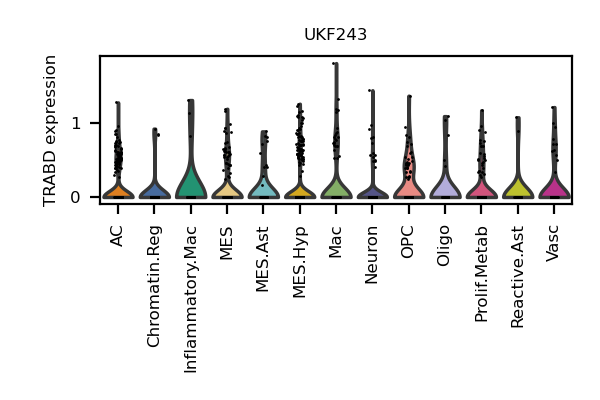 UKF243
TRABD expression
1
0
AC
Chromatin.Reg
Inflammatory.Mac
MES
MES.Ast
MES.Hyp
Mac
Neuron
OPC
Oligo
Prolif.Metab
Reactive.Ast
Vasc